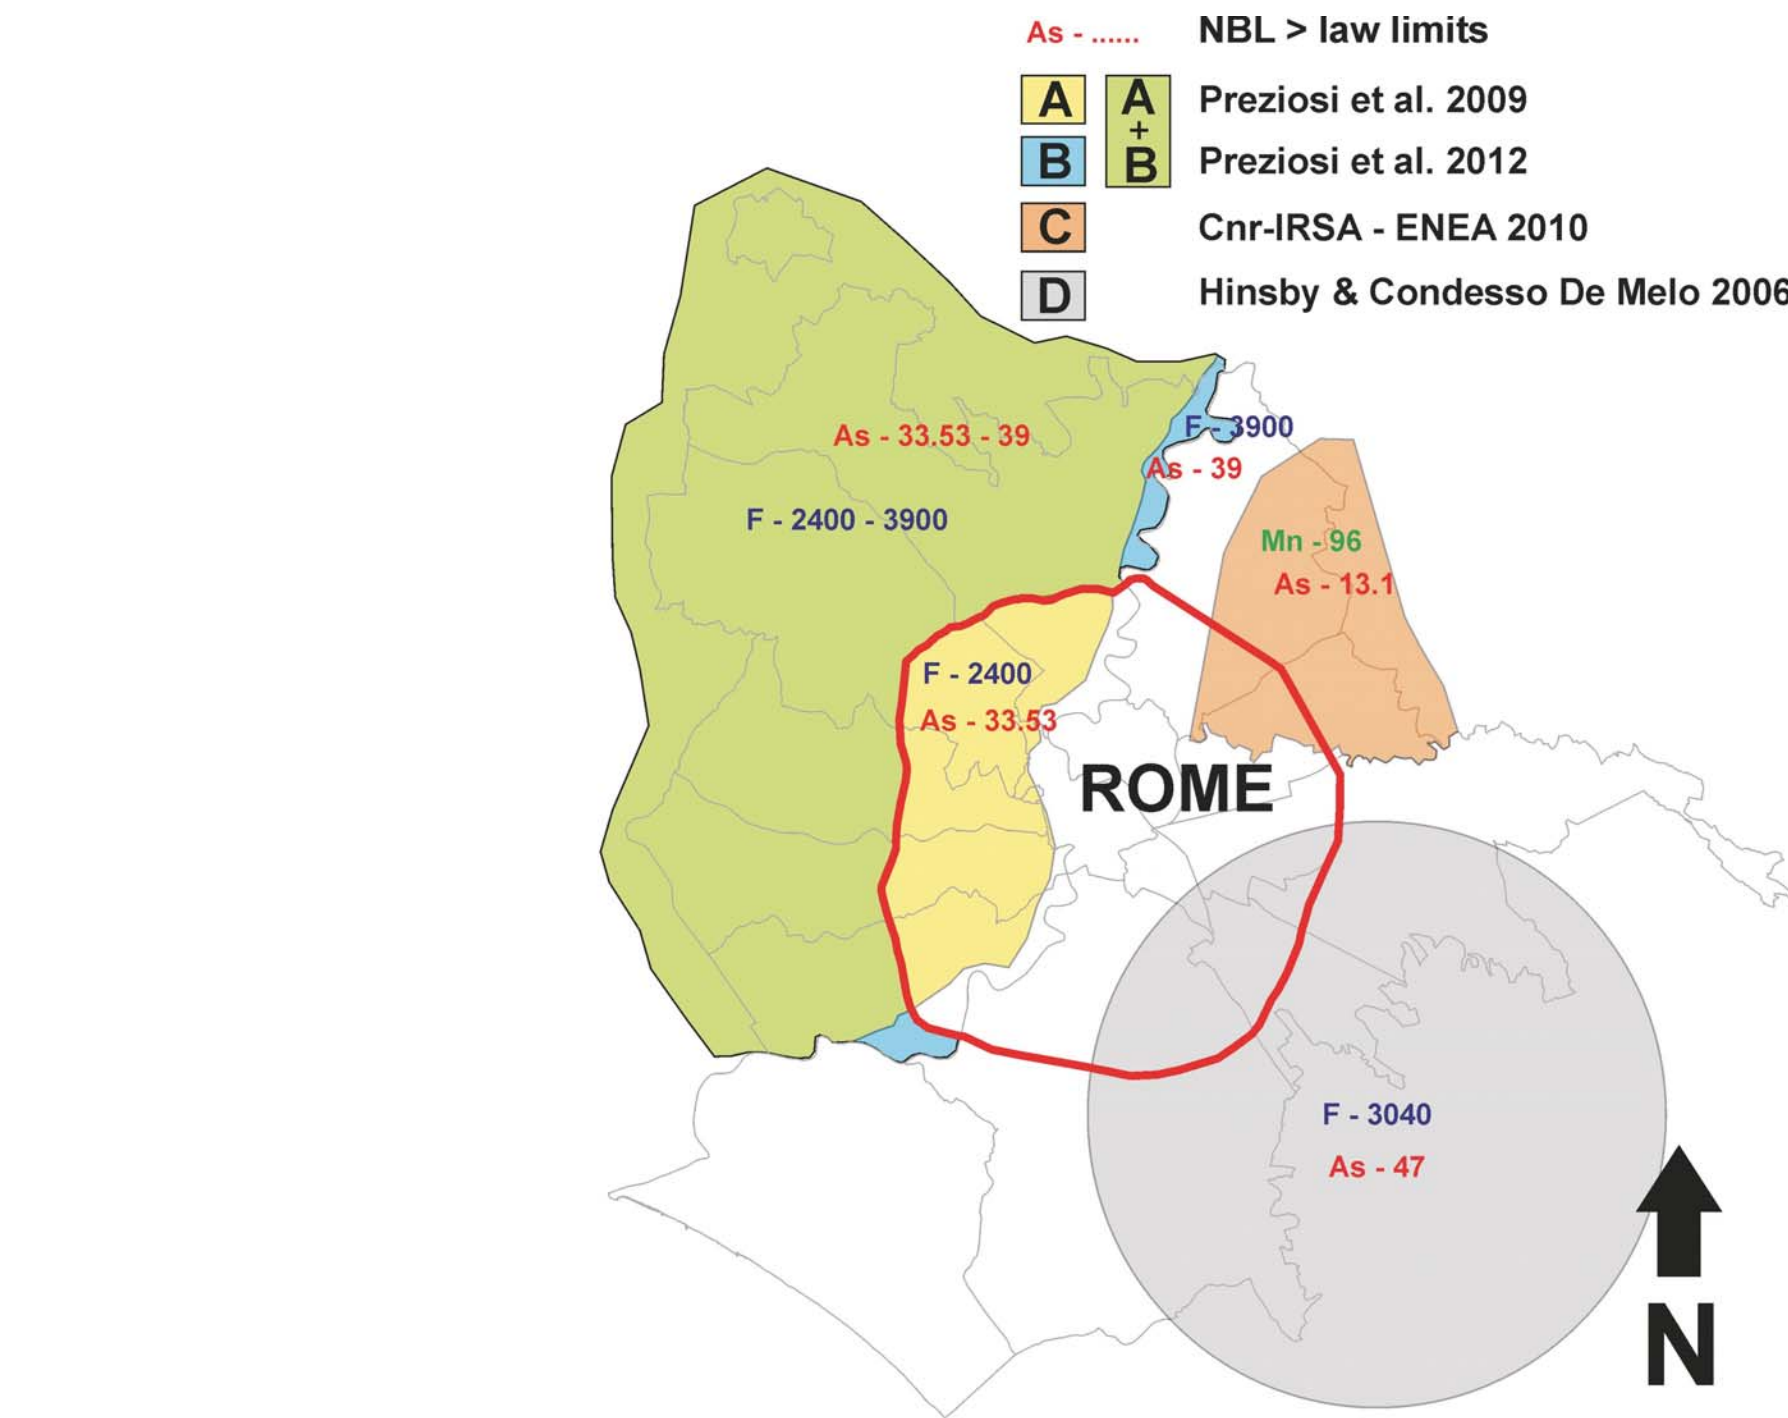 As - ...... NBL > law limits
A A + B Preziosi et al. 2009
B Preziosi et al. 2012
C Cnr-IRSA - ENEA 2010
D Hinsby & Condesso De Melo 2006
F - 3900
As - 33.53 - 39
As - 39
F - 2400 - 3900
Mn - 96
As - 13.1
F - 2400
As - 33.53
ROME
F - 3040
As - 47
N